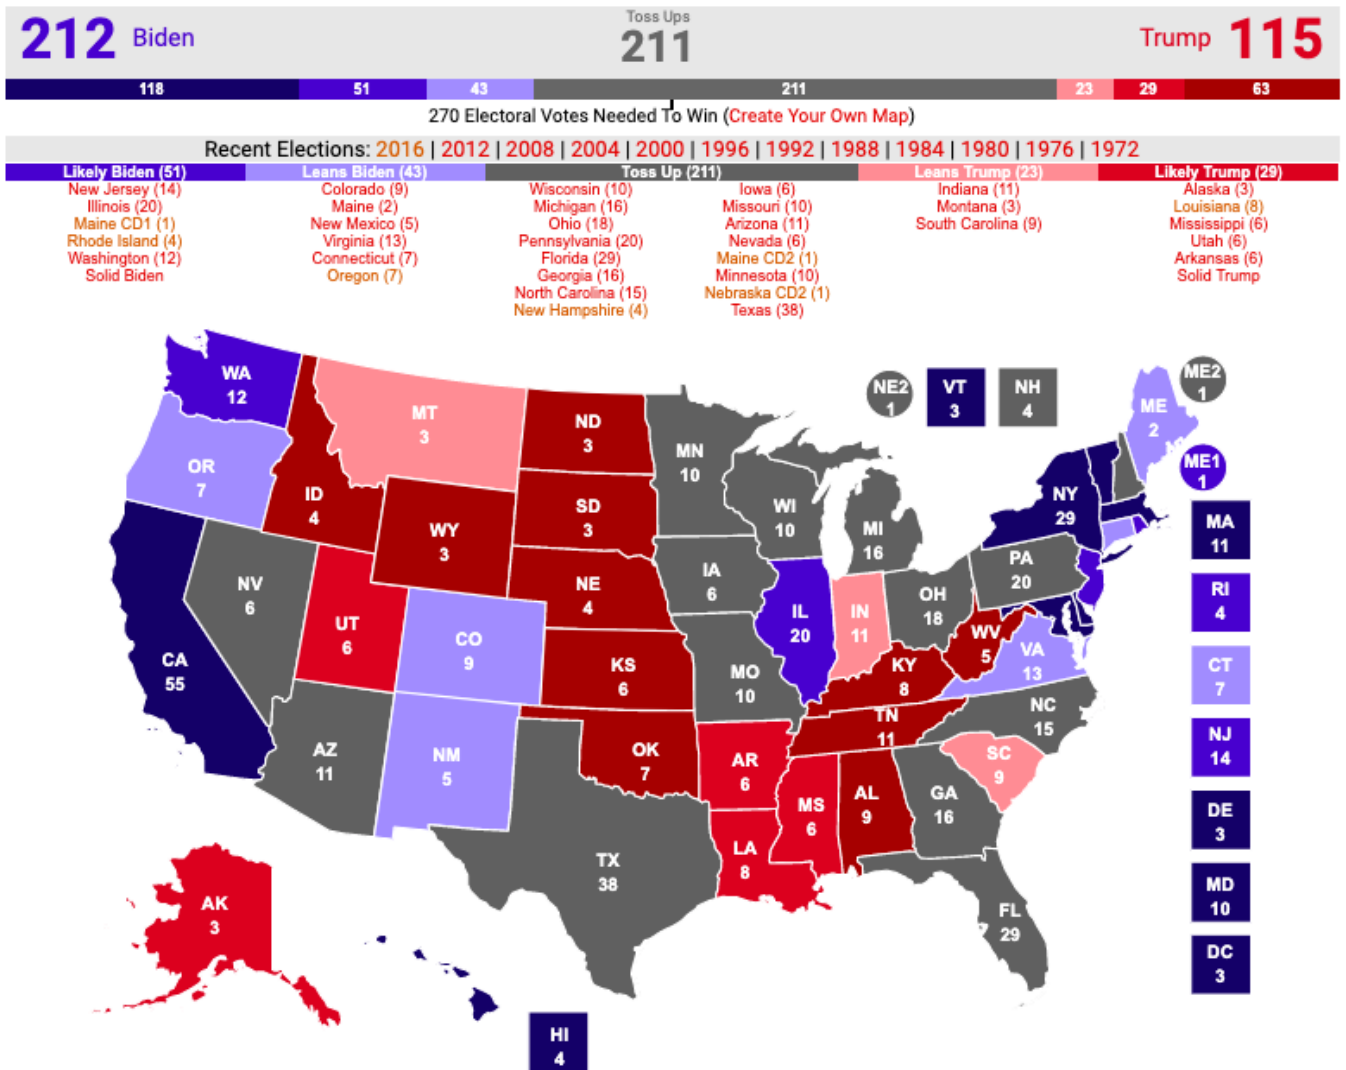 212 Biden Toss Ups 211 Trump 115
118 51 43 211 23 29 63
270 Electoral Votes Needed To Win (Create Your Own Map)
Recent Elections: 2016 | 2012 | 2008 | 2004 | 2000 | 1996 | 1992 | 1988 | 1984 | 1980 | 1976 | 1972
Likely Biden (51) Leans Biden (43) Toss Up (211) Leans Trump (23) Likely Trump (29)
New Jersey (14) Colorado (9) Wisconsin (10) Iowa (6) Indiana (11) Alaska (3)
Illinois (20) Maine (2) Michigan (16) Missouri (10) Montana (3) Louisiana (8)
Maine CD1 (1) New Mexico (5) Ohio (18) Arizona (11) South Carolina (9) Mississippi (6)
Rhode Island (4) Virginia (13) Pennsylvania (20) Nevada (6) Utah (6)
Washington (12) Connecticut (7) Florida (29) Maine CD2 (1) Arkansas (6)
Solid Biden Oregon (7) Georgia (16) Minnesota (10) Solid Trump
North Carolina (15) Nebraska CD2 (1)
New Hampshire (4) Texas (38)
WA
12
OR
7
CA
55
NV
6
ID
4
MT
3
WY
3
UT
6
AZ
11
CO
9
NM
5
ND
3
SD
3
NE
4
KS
6
OK
7
TX
38
MN
10
IA
6
MO
10
AR
6
LA
8
WI
10
IL
20
MI
16
IN
11
OH
18
KY
8
TN
11
MS
6
AL
9
GA
16
FL
29
SC
9
NC
15
VA
13
WV
5
PA
20
NY
29
ME
2
NE2
1
VT
3
NH
4
ME2
1
ME1
1
MA
11
RI
4
CT
7
NJ
14
DE
3
MD
10
DC
3
AK
3
HI
4